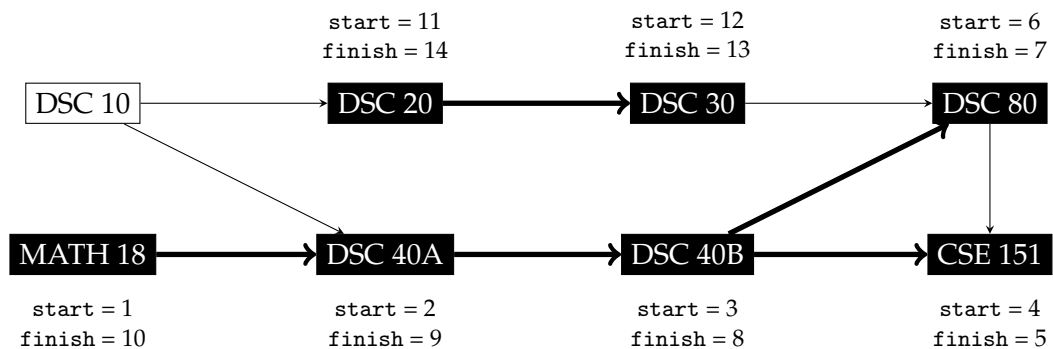 start = 11
finish = 14
start = 12
finish = 13
start = 6
finish = 7
DSC 10
DSC 20
DSC 30
DSC 80
MATH 18
DSC 40A
DSC 40B
CSE 151
start = 1
finish = 10
start = 2
finish = 9
start = 3
finish = 8
start = 4
finish = 5